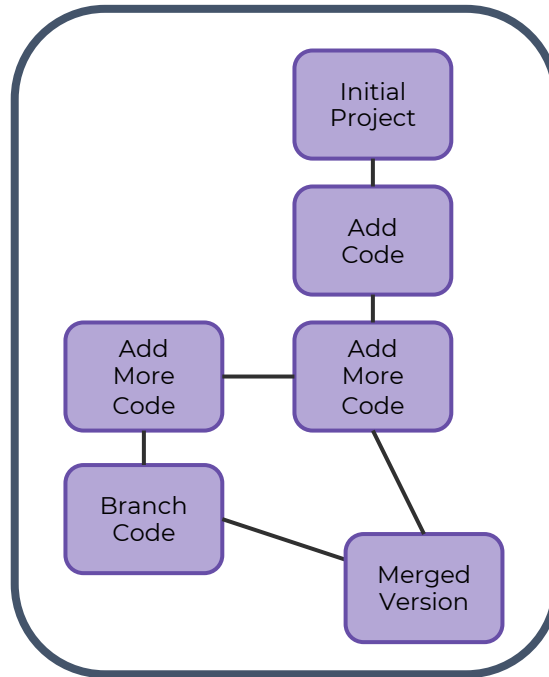 Initial
Project
Add
Code
Add
More
Code
Add
More
Code
Branch
Code
Merged
Version